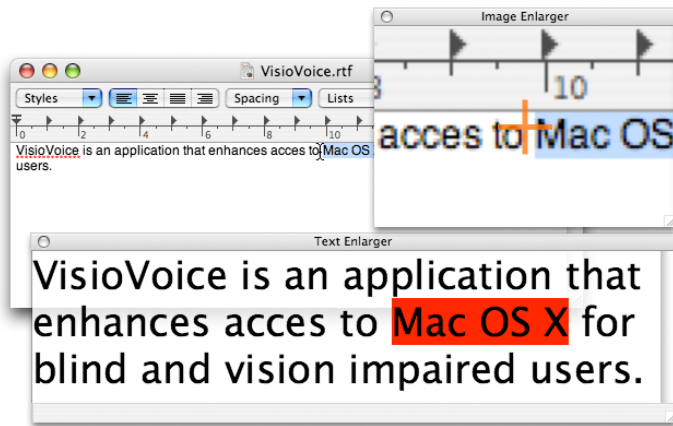 Image Enlarger
10
acces to Mac OS
VisioVoice.rtf
Styles Spacing Lists
0 2 4 6 8 10
VisioVoice is an application that enhances acces to Mac OS
users.
Text Enlarger
VisioVoice is an application that
enhances acces to Mac OS X for
blind and vision impaired users.